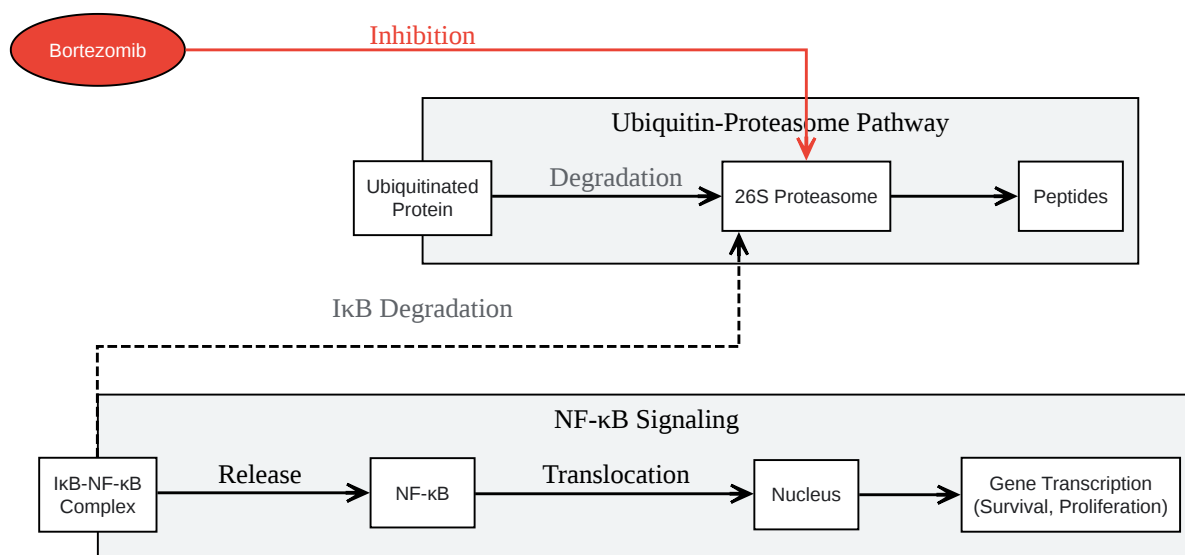 Bortezomib
Inhibition
Ubiquitin-Proteasome Pathway
Ubiquitinated
Protein
Degradation
26S Proteasome
Peptides
IκB Degradation
NF-κB Signaling
IκB-NF-κB
Complex
Release
NF-κB
Translocation
Nucleus
Gene Transcription
(Survival, Proliferation)